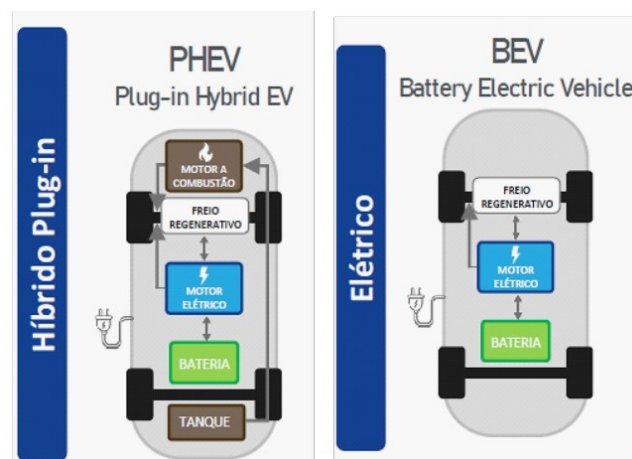 Híbrido Plug-in
PHEV
Plug-in Hybrid EV
MOTOR A
COMBUSTÃO
FREIO
REGENERATIVO
MOTOR
ELÉTRICO
BATERIA
TANQUE
Elétrico
BEV
Battery Electric Vehicle
FREIO
REGENERATIVO
MOTOR
ELÉTRICO
BATERIA